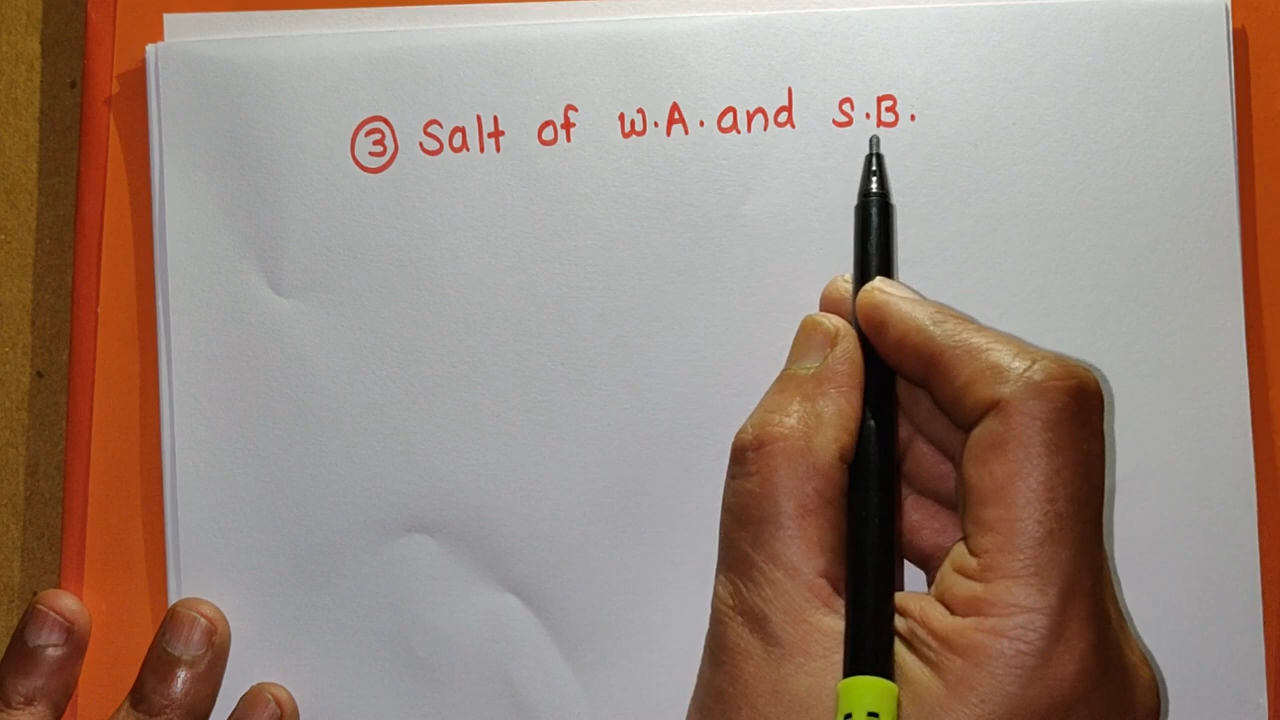 ③ Salt of W.A. and S.B.